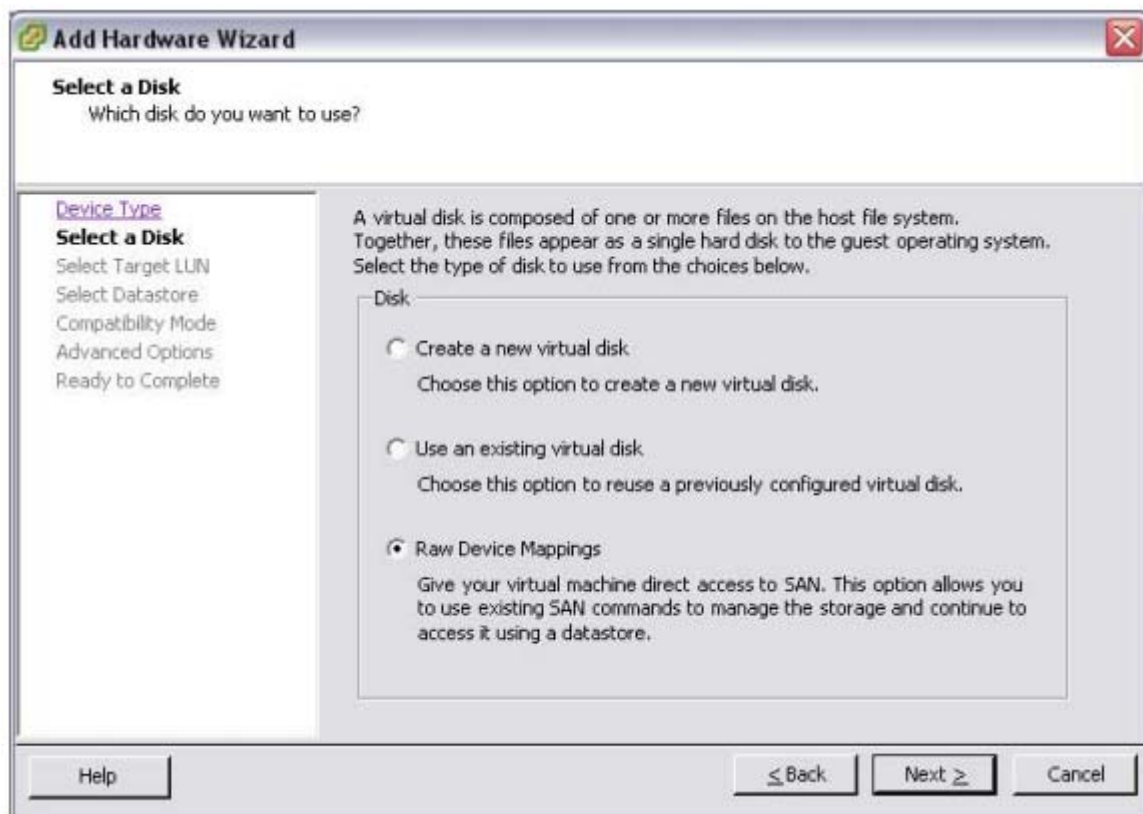 Add Hardware Wizard
Select a Disk
Which disk do you want to use?
Device Type
Select a Disk
Select Target LUN
Select Datastore
Compatibility Mode
Advanced Options
Ready to Complete
A virtual disk is composed of one or more files on the host file system.
Together, these files appear as a single hard disk to the guest operating system.
Select the type of disk to use from the choices below.
Disk
Create a new virtual disk
Choose this option to create a new virtual disk.
Use an existing virtual disk
Choose this option to reuse a previously configured virtual disk.
Raw Device Mappings
Give your virtual machine direct access to SAN. This option allows you
to use existing SAN commands to manage the storage and continue to
access it using a datastore.
Help
< Back
Next >
Cancel